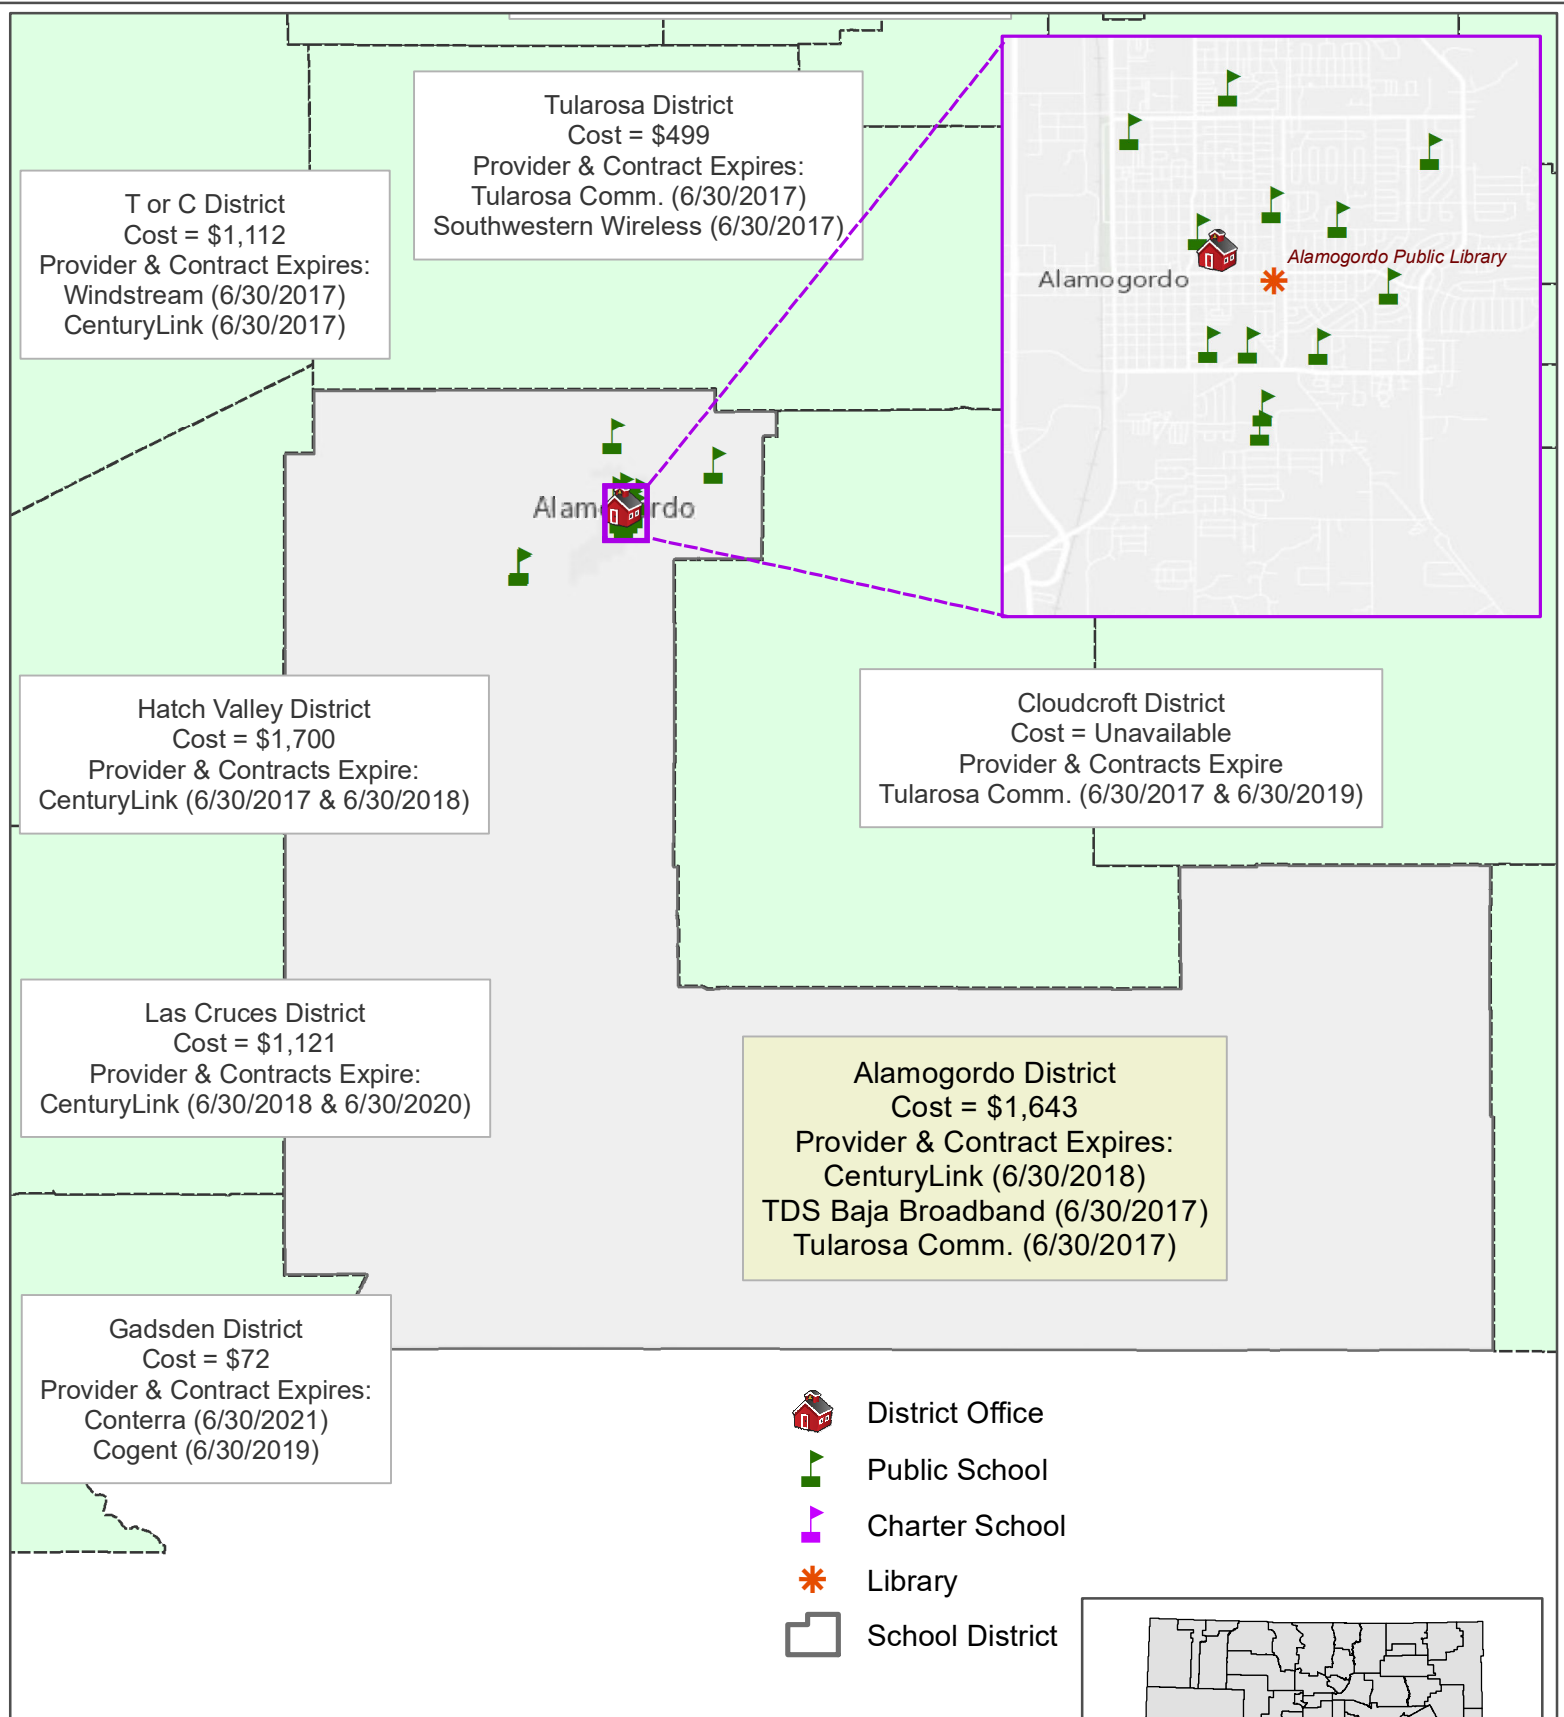 Tularosa District
Cost = $499
Provider & Contract Expires:
Tularosa Comm. (6/30/2017)
Southwestern Wireless (6/30/2017)
T or C District
Cost = $1,112
Provider & Contract Expires:
Windstream (6/30/2017)
CenturyLink (6/30/2017)
Alamogordo Public Library
Alamogordo
Hatch Valley District
Cost = $1,700
Provider & Contracts Expire:
CenturyLink (6/30/2017 & 6/30/2018)
Cloudcroft District
Cost = Unavailable
Provider & Contracts Expire
Tularosa Comm. (6/30/2017 & 6/30/2019)
Las Cruces District
Cost = $1,121
Provider & Contracts Expire:
CenturyLink (6/30/2018 & 6/30/2020)
Alamogordo District
Cost = $1,643
Provider & Contract Expires:
CenturyLink (6/30/2018)
TDS Baja Broadband (6/30/2017)
Tularosa Comm. (6/30/2017)
Gadsden District
Cost = $72
Provider & Contract Expires:
Conterra (6/30/2021)
Cogent (6/30/2019)
District Office
Public School
Charter School
Library
School District